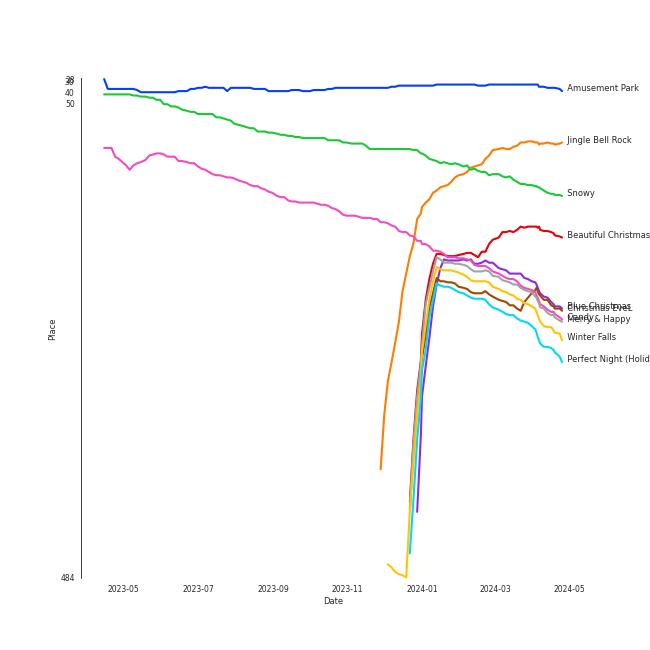 28
30
40
50
484
Place
Amusement Park
Jingle Bell Rock
Snowy
Beautiful Christmas
Blue Christmas
Christmas EveL
Candy
Merry & Happy
Winter Falls
Perfect Night (Holid
2023-05
2023-07
2023-09
2023-11
2024-01
2024-03
2024-05
Date